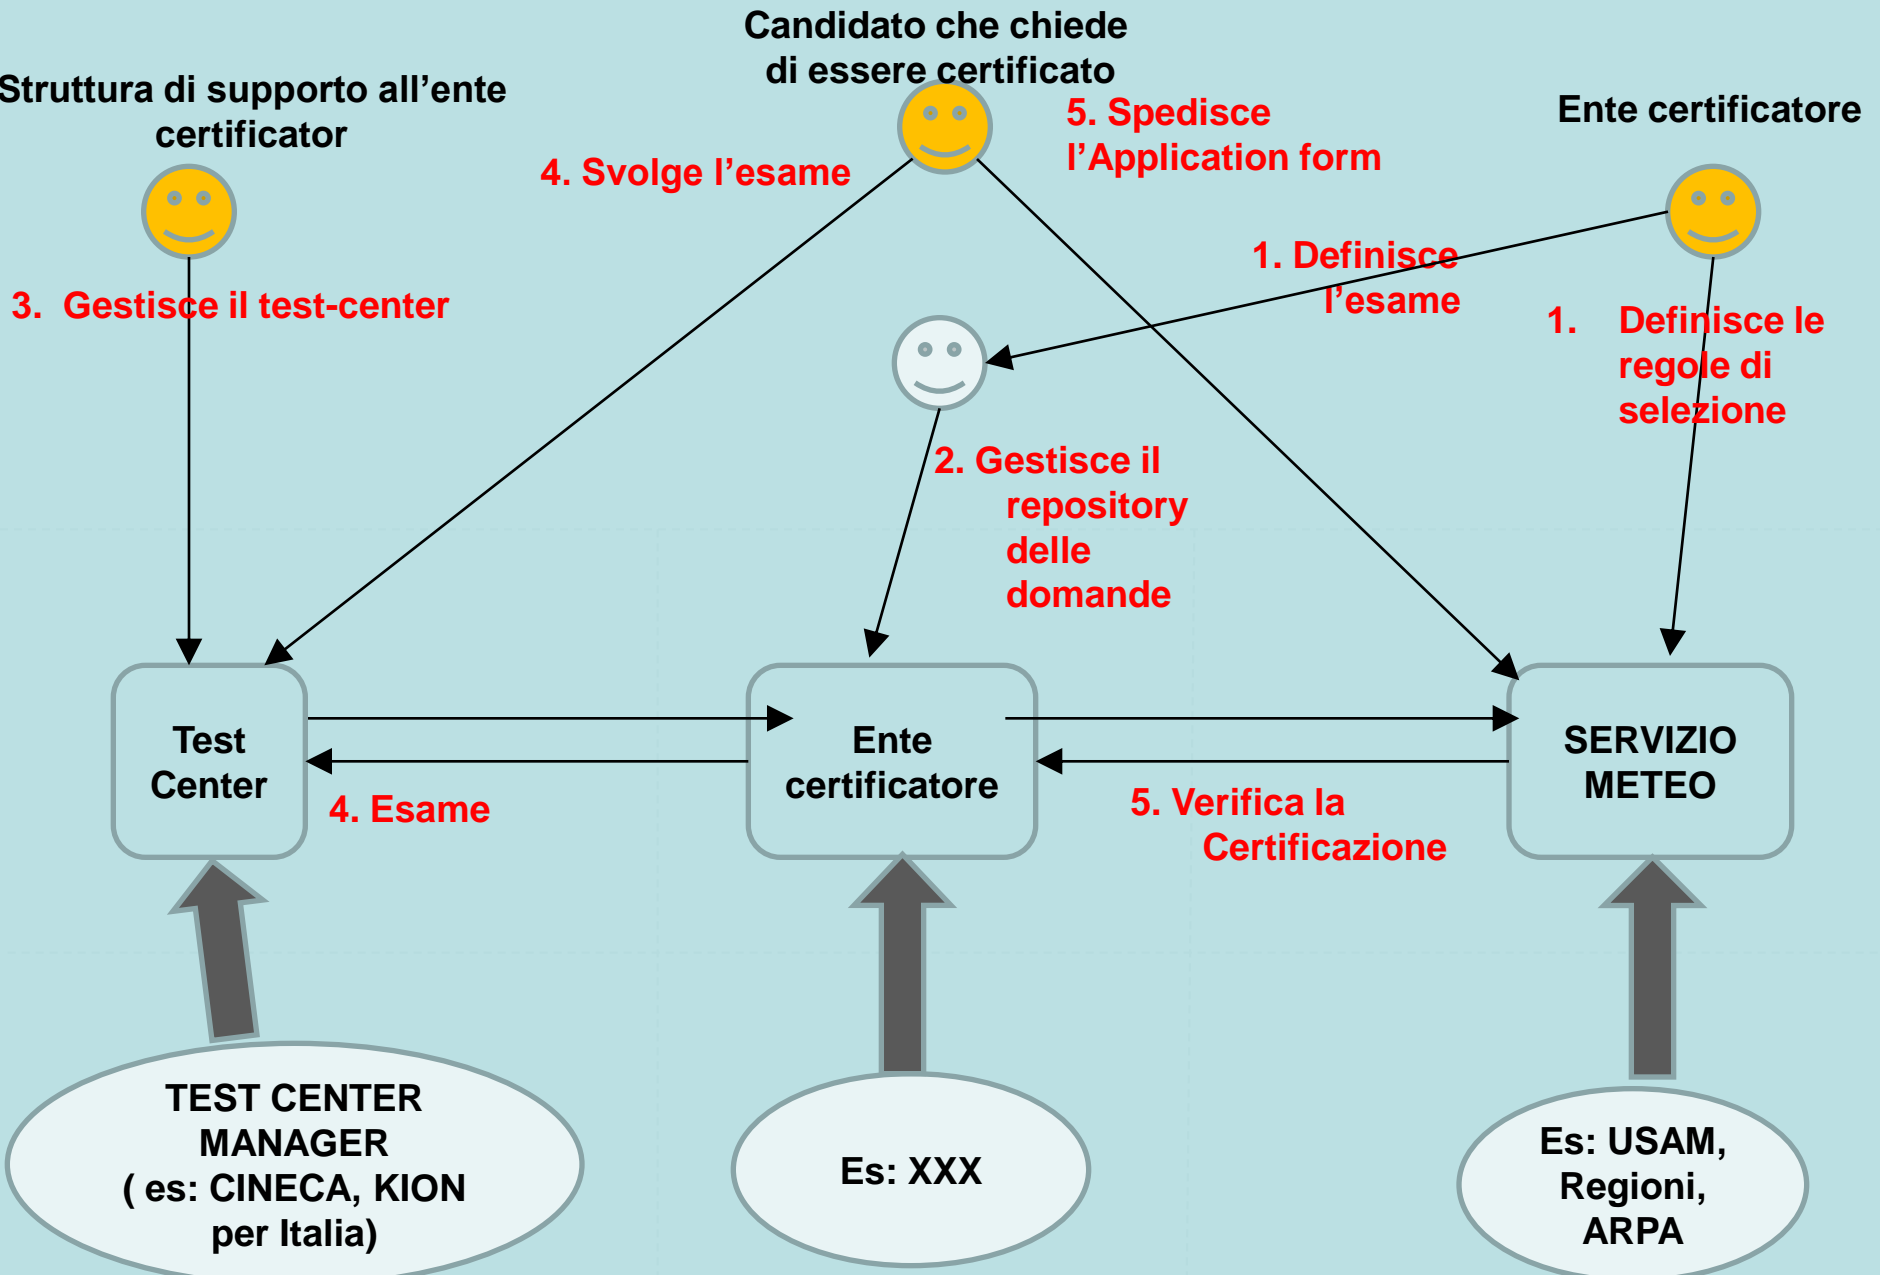 Candidato che chiede
di essere certificato
Struttura di supporto all'ente
certificator
Ente certificatore
5. Spedisce
l'Application form
4. Svolge l'esame
1. Definisce
l'esame
3. Gestisce il test-center
1. Definisce le
regole di
selezione
2. Gestisce il
repository
delle
domande
Test
Center
Ente
certificatore
SERVIZIO
METEO
4. Esame
5. Verifica la
Certificazione
TEST CENTER
MANAGER
( es: CINECA, KION
per Italia)
Es: XXX
Es: USAM,
Regioni,
ARPA